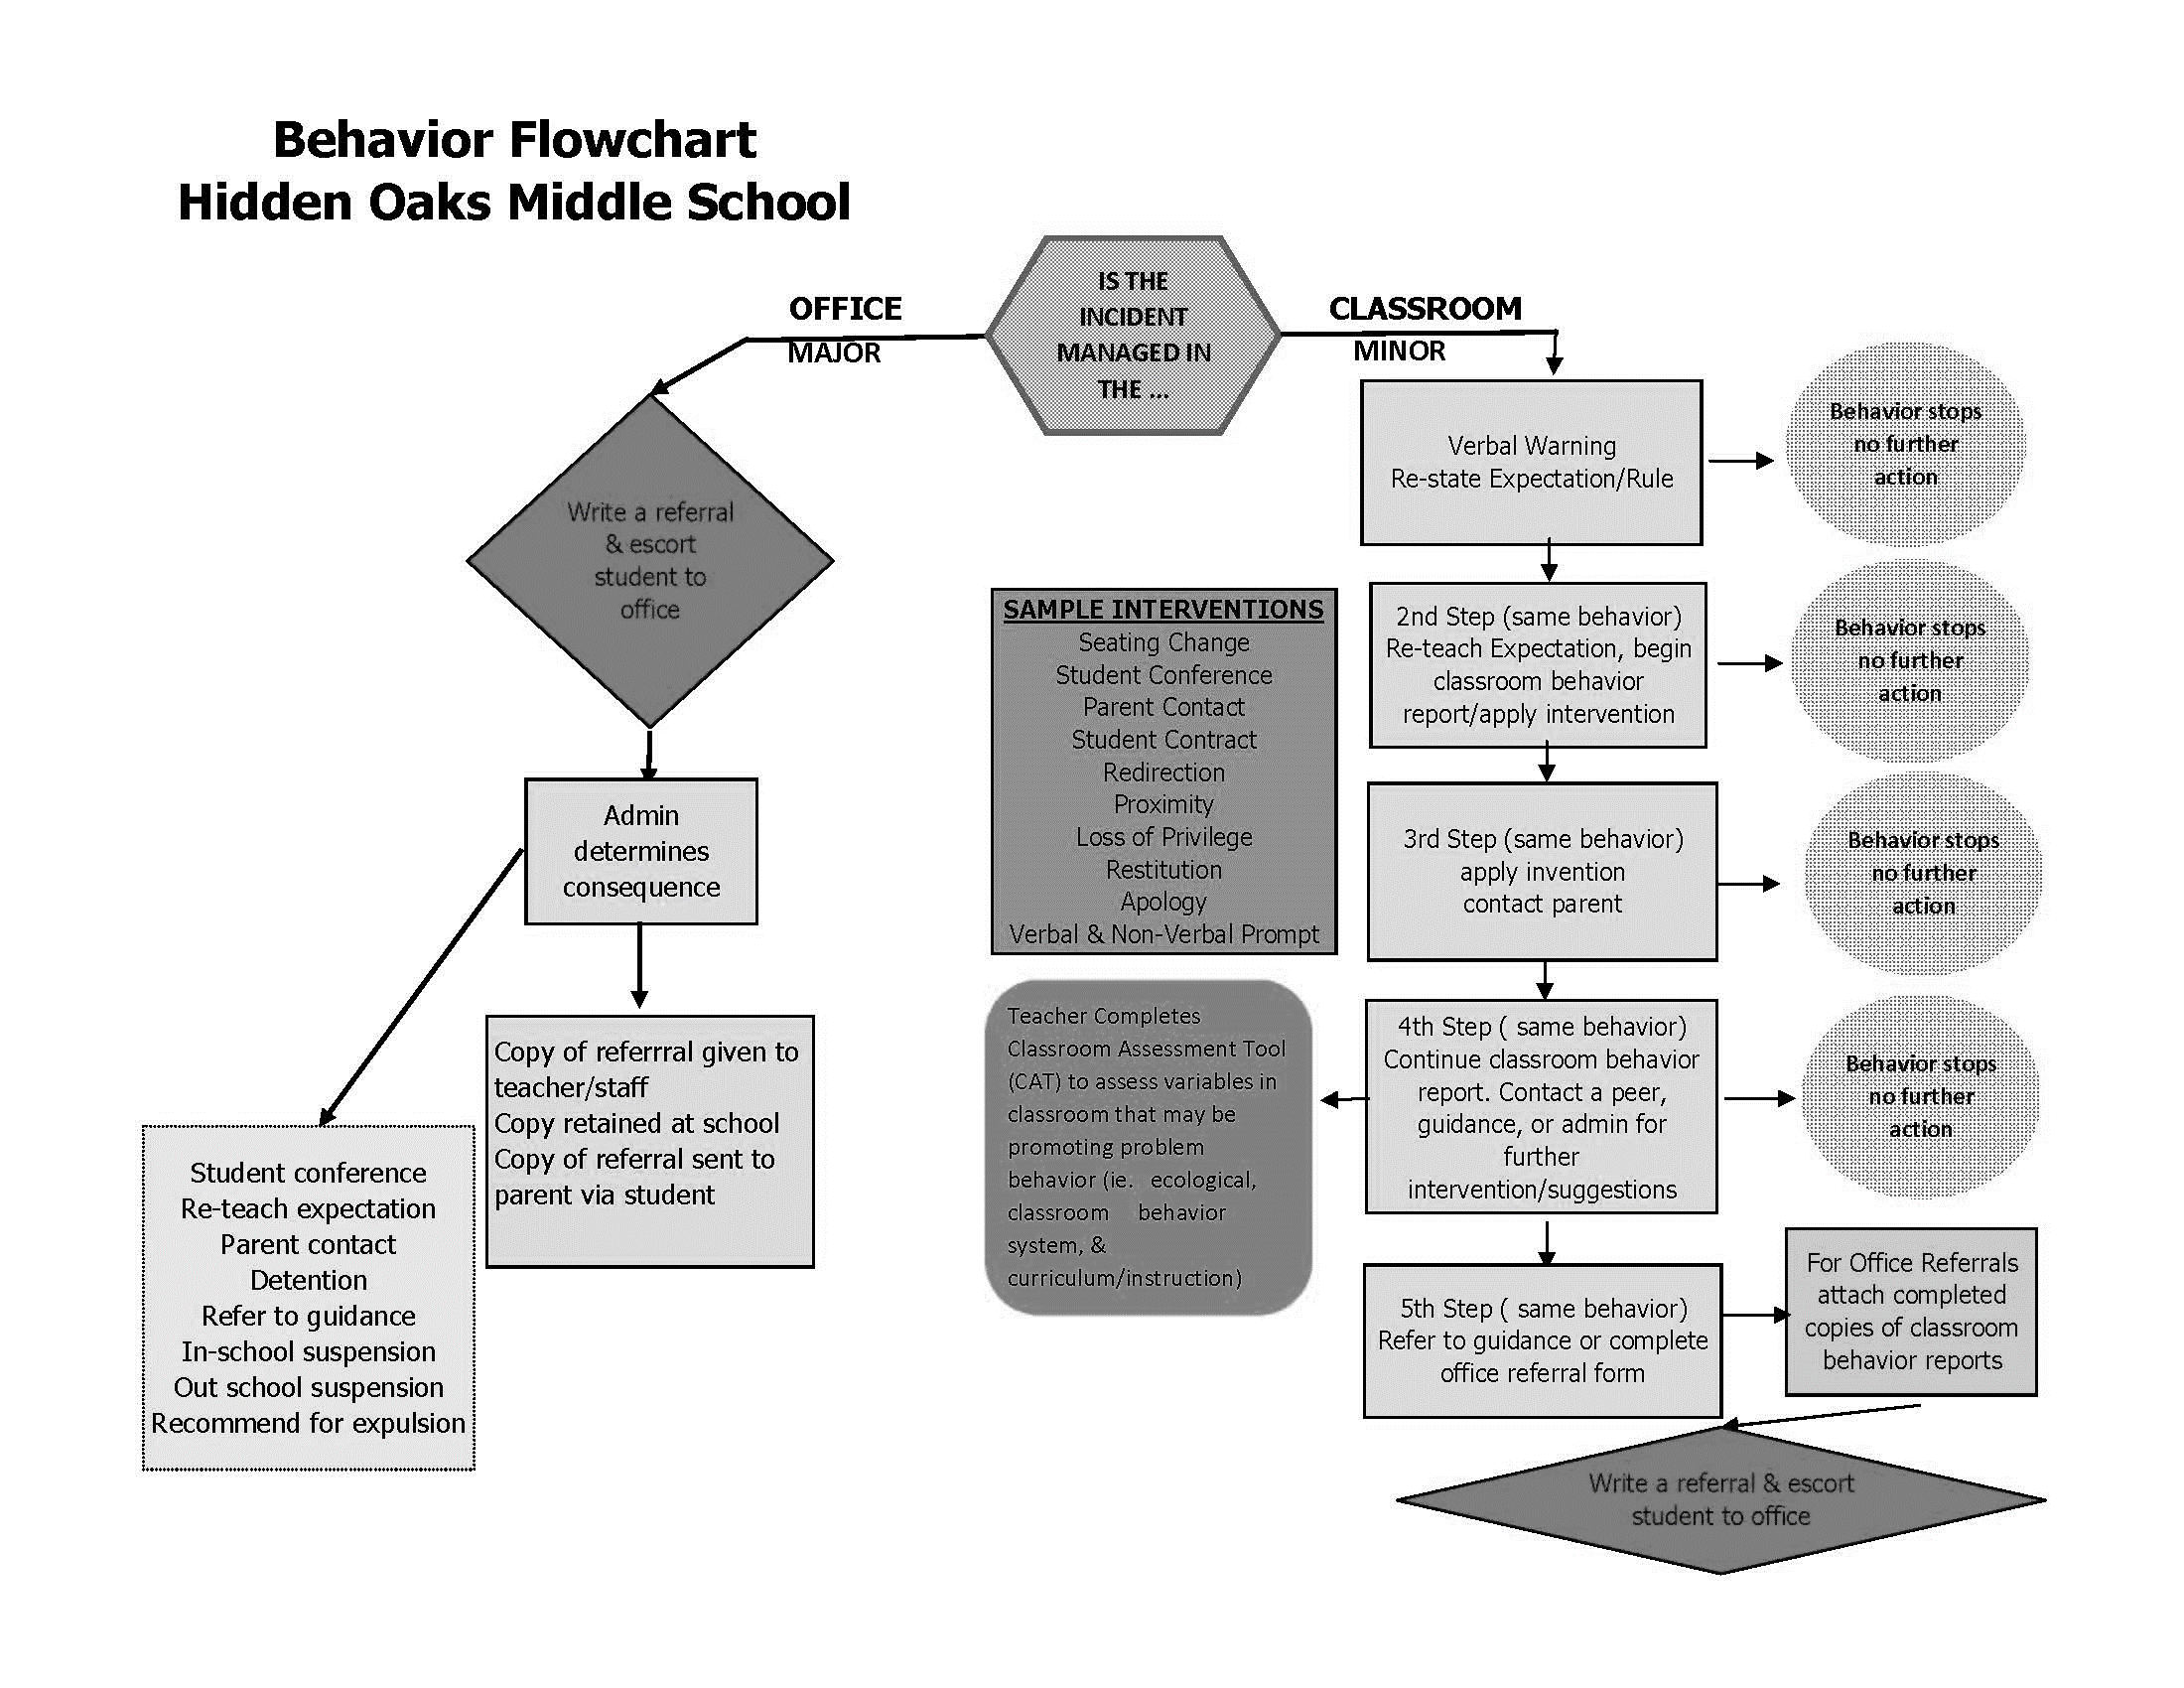 Behavior Flowchart
Hidden Oaks Middle School
IS THE
INCIDENT
MANAGED IN
THE ...
OFFICE
MAJOR
CLASSROOM
MINOR
Write a referral
& escort
student to
office
Admin
determines
consequence
Copy of referrral given to
teacher/staff
Copy retained at school
Copy of referral sent to
parent via student
Student conference
Re-teach expectation
Parent contact
Detention
Refer to guidance
In-school suspension
Out school suspension
Recommend for expulsion
Verbal Warning
Re-state Expectation/Rule
Behavior stops
no further
action
SAMPLE INTERVENTIONS
Seating Change
Student Conference
Parent Contact
Student Contract
Redirection
Proximity
Loss of Privilege
Restitution
Apology
Verbal & Non-Verbal Prompt
2nd Step (same behavior)
Re-teach Expectation, begin
classroom behavior
report/apply intervention
Behavior stops
no further
action
3rd Step (same behavior)
apply invention
contact parent
Behavior stops
no further
action
Teacher Completes
Classroom Assessment Tool
(CAT) to assess variables in
classroom that may be
promoting problem
behavior (ie. ecological,
classroom behavior
system, &
curriculum/instruction)
4th Step ( same behavior)
Continue classroom behavior
report. Contact a peer,
guidance, or admin for
further
intervention/suggestions
Behavior stops
no further
action
5th Step ( same behavior)
Refer to guidance or complete
office referral form
For Office Referrals
attach completed
copies of classroom
behavior reports
Write a referral & escort
student to office